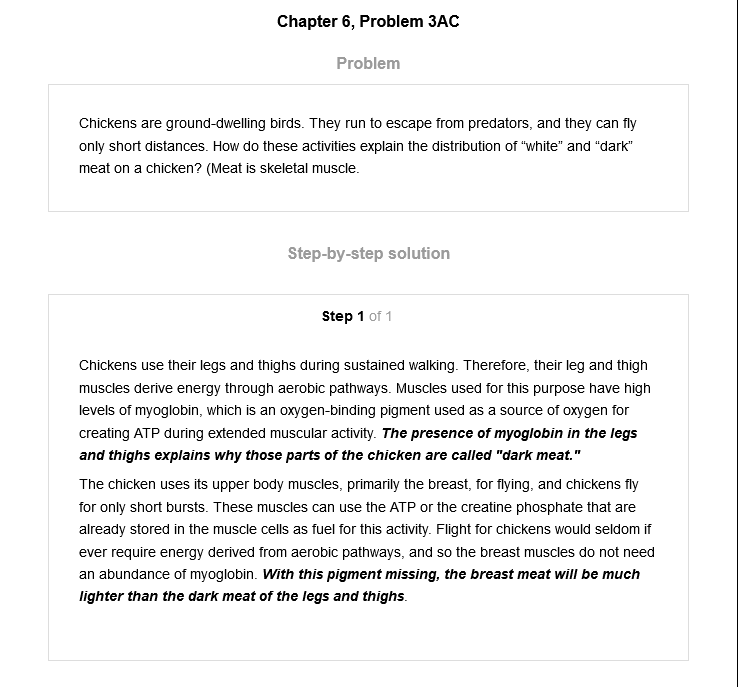 Chapter 6, Problem 3AC
Problem
Chickens are ground-dwelling birds. They run to escape from predators, and they can fly
only short distances. How do these activities explain the distribution of “white” and “dark”
meat on a chicken? (Meat is skeletal muscle.
Step-by-step solution
Step 1 of 1
Chickens use their legs and thighs during sustained walking. Therefore, their leg and thigh
muscles derive energy through aerobic pathways. Muscles used for this purpose have high
levels of myoglobin, which is an oxygen-binding pigment used as a source of oxygen for
creating ATP during extended muscular activity. The presence of myoglobin in the legs
and thighs explains why those parts of the chicken are called "dark meat."
The chicken uses its upper body muscles, primarily the breast, for flying, and chickens fly
for only short bursts. These muscles can use the ATP or the creatine phosphate that are
already stored in the muscle cells as fuel for this activity. Flight for chickens would seldom if
ever require energy derived from aerobic pathways, and so the breast muscles do not need
an abundance of myoglobin. With this pigment missing, the breast meat will be much
lighter than the dark meat of the legs and thighs.